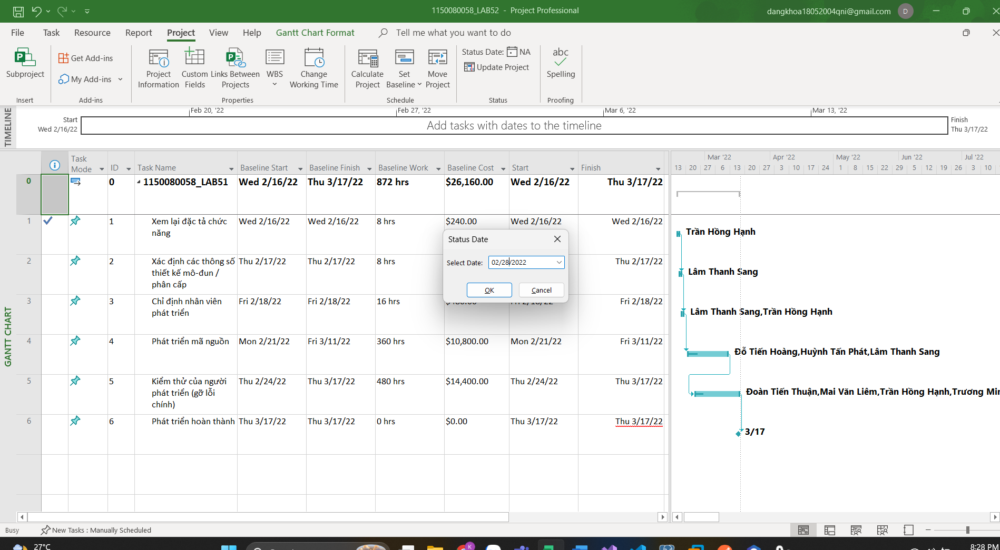 1150080058_LAB52 - Project Professional
dangkhoa18052004qni@gmail.com
D
File Task Resource Report Project View Help Gantt Chart Format Tell me what you want to do
Subproject
Insert
Get Add-ins
My Add-ins
Add-ins
Project Information
Custom Fields
Links Between Projects
WBS
Change Working Time
Properties
Calculate Project
Set Baseline
Move Project
Schedule
Status Date: NA
Update Project
Status
abc
Spelling
Proofing
TIMELINE
Feb 20, '22 Feb 27, '22 Mar 6, '22 Mar 13, '22
Start
Wed 2/16/22
Add tasks with dates to the timeline
Finish
Thu 3/17/22
GANTT CHART
Task Mode ID Task Name Baseline Start Baseline Finish Baseline Work Baseline Cost Start Finish
Mar '22 Apr '22 May '22 Jun '22 Jul '22
13 20 27 6 13 20 27 3 10 17 24 1 8 15 22 29 5 12 19 26 3 10
0 0 1150080058_LAB51 Wed 2/16/22 Thu 3/17/22 872 hrs $26,160.00 Wed 2/16/22 Thu 3/17/22
1 1 Xem lại đặc tả chức năng Wed 2/16/22 Wed 2/16/22 8 hrs $240.00 Wed 2/16/22 Wed 2/16/22
Trần Hồng Hạnh
2 2 Xác định các thông số thiết kế mô-đun / phân cấp Thu 2/17/22 Thu 2/17/22 8 hrs Thu 2/17/22
Lâm Thanh Sang
3 3 Chỉ định nhân viên phát triển Fri 2/18/22 Fri 2/18/22 16 hrs Fri 2/18/22
Lâm Thanh Sang,Trần Hồng Hạnh
4 4 Phát triển mã nguồn Mon 2/21/22 Fri 3/11/22 360 hrs $10,800.00 Mon 2/21/22 Fri 3/11/22
Đỗ Tiến Hoàng,Huỳnh Tấn Phát,Lâm Thanh Sang
5 5 Kiểm thử của người phát triển (gỡ lỗi chính) Thu 2/24/22 Thu 3/17/22 480 hrs $14,400.00 Thu 2/24/22 Thu 3/17/22
Đoàn Tiến Thuận,Mai Văn Liêm,Trần Hồng Hạnh,Trương Min
6 6 Phát triển hoàn thành Thu 3/17/22 Thu 3/17/22 0 hrs $0.00 Thu 3/17/22 Thu 3/17/22
3/17
Status Date
Select Date: 02/28/2022
OK Cancel
Busy
New Tasks : Manually Scheduled
27°C
K
8:28 PM